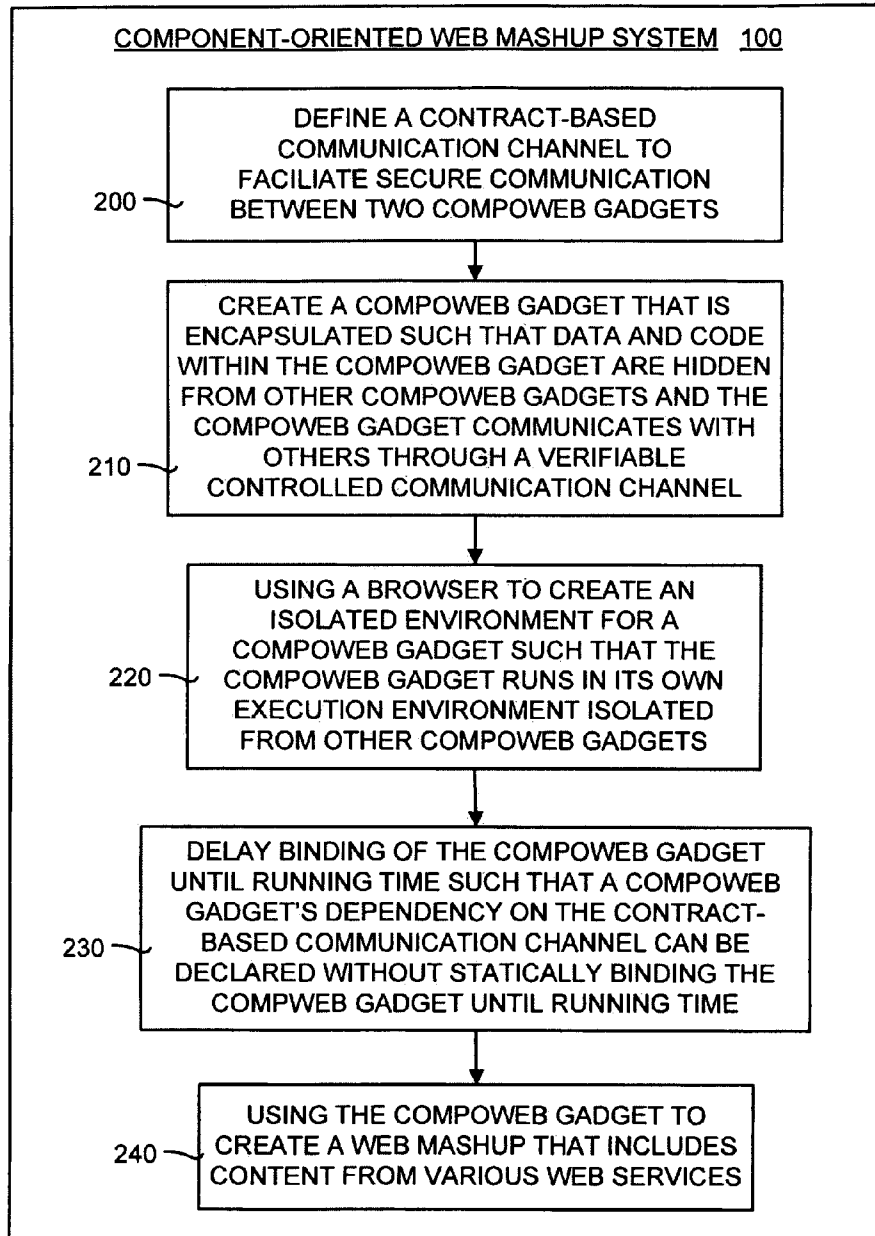 COMPONENT-ORIENTED WEB MASHUP SYSTEM 100
DEFINE A CONTRACT-BASED
COMMUNICATION CHANNEL TO
FACILIATE SECURE COMMUNICATION
BETWEEN TWO COMPOWEB GADGETS
200
CREATE A COMPOWEB GADGET THAT IS
ENCAPSULATED SUCH THAT DATA AND CODE
WITHIN THE COMPOWEB GADGET ARE HIDDEN
FROM OTHER COMPOWEB GADGETS AND THE
COMPOWEB GADGET COMMUNICATES WITH
OTHERS THROUGH A VERIFIABLE
CONTROLLED COMMUNICATION CHANNEL
210
USING A BROWSER TO CREATE AN
ISOLATED ENVIRONMENT FOR A
COMPOWEB GADGET SUCH THAT THE
COMPOWEB GADGET RUNS IN ITS OWN
EXECUTION ENVIRONMENT ISOLATED
FROM OTHER COMPOWEB GADGETS
220
DELAY BINDING OF THE COMPOWEB GADGET
UNTIL RUNNING TIME SUCH THAT A COMPOWEB
GADGET'S DEPENDENCY ON THE CONTRACT-
BASED COMMUNICATION CHANNEL CAN BE
DECLARED WITHOUT STATICALLY BINDING THE
COMPWEB GADGET UNTIL RUNNING TIME
230
USING THE COMPOWEB GADGET TO
CREATE A WEB MASHUP THAT INCLUDES
CONTENT FROM VARIOUS WEB SERVICES
240